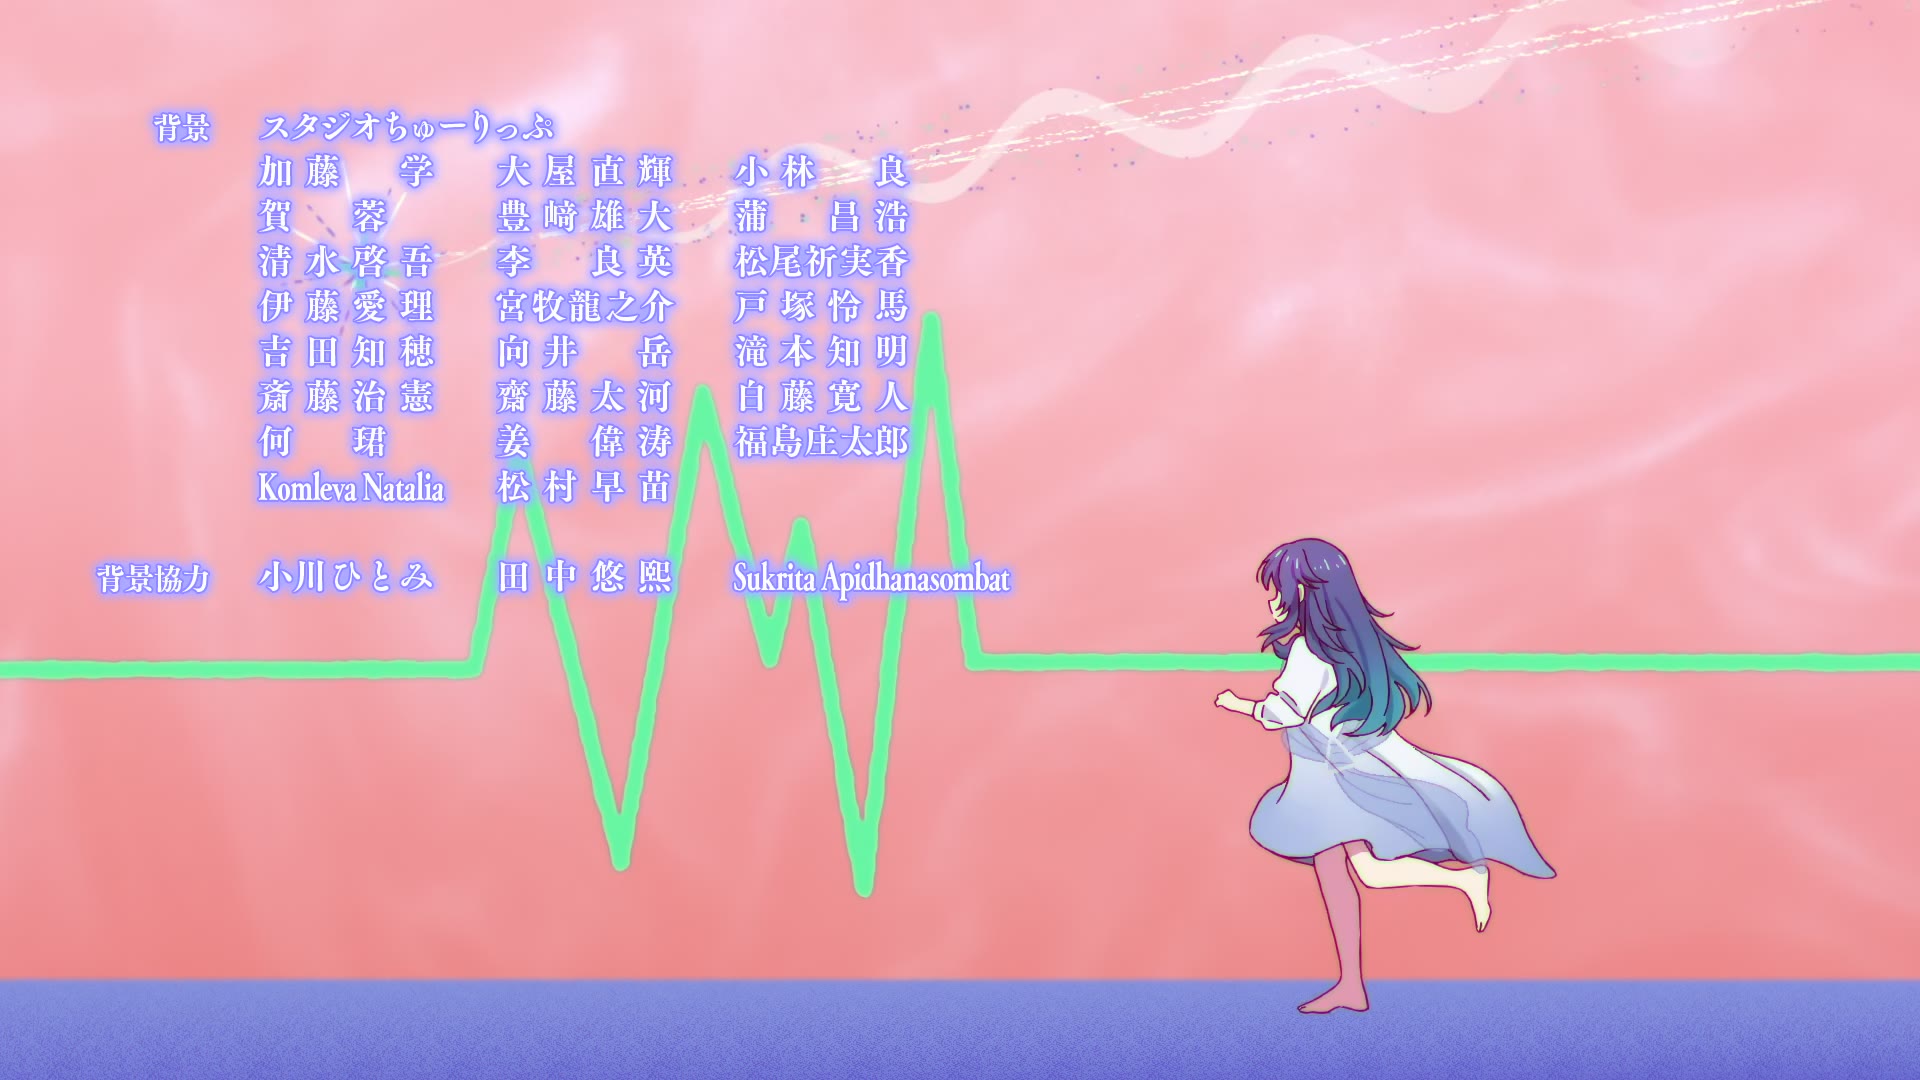 背景 スタジオちゅーりっぷ
加藤 学 大屋直輝 小林 良
賀 蓉 豊﨑雄大 蒲 昌浩
清水啓吾 李 良英 松尾祈実香
伊藤愛理 宮牧龍之介 戸塚怜馬
吉田知穂 向井 岳 滝本知明
斎藤治憲 齋藤太河 白藤寛人
何 珺 姜 偉涛 福島庄太郎
Komleva Natalia 松村早苗
背景協力 小川ひとみ 田中悠熙 Sukrita Apidhanasombat